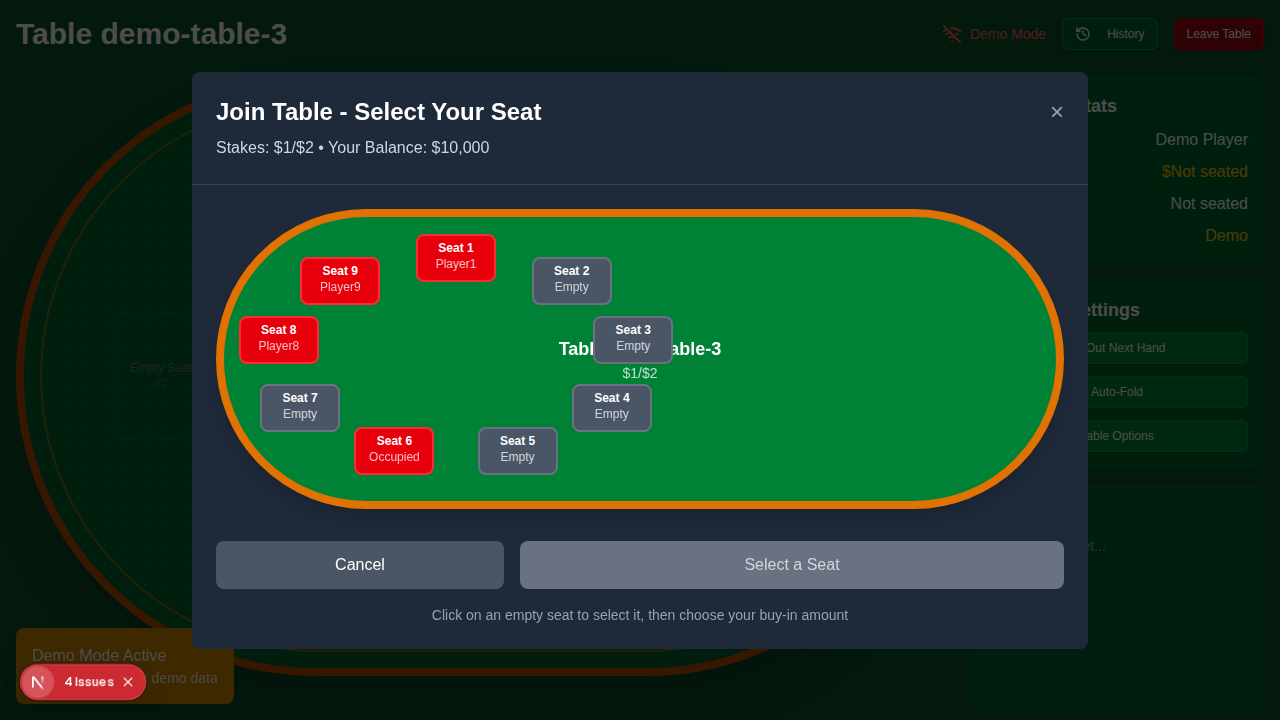 Table demo-table-3
Demo Mode
History
Leave Table
Join Table - Select Your Seat
×
Stakes: $1/$2 • Your Balance: $10,000
tats
Demo Player
$Not seated
Not seated
Demo
Seat 1
Player1
Seat 9
Player9
Seat 2
Empty
Seat 8
Player8
Seat 3
Empty
Tabl
able-3
$1/$2
Seat 7
Empty
Seat 4
Empty
Seat 6
Occupied
Seat 5
Empty
Empty Seat
#7
ettings
Out Next Hand
Auto-Fold
able Options
et...
Cancel
Select a Seat
Click on an empty seat to select it, then choose your buy-in amount
Demo Mode Active
demo data
4 Issues